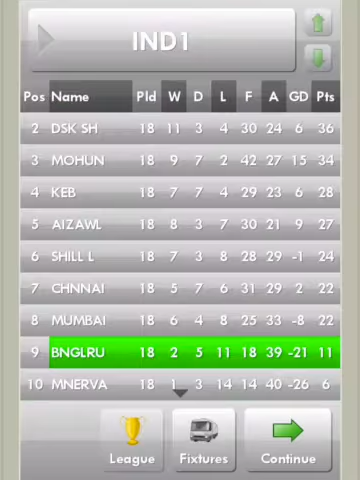 IND1
Pos Name Pld W D L F A GD Pts
2 DSK SH 18 11 3 4 30 24 6 36
3 MOHUN 18 9 7 2 42 27 15 34
4 KEB 18 7 7 4 29 23 6 28
5 AIZAWL 18 8 3 7 30 21 9 27
6 SHILL L 18 7 3 8 28 29 -1 24
7 CHNNAI 18 5 7 6 31 29 2 22
8 MUMBAI 18 6 4 8 25 33 -8 22
9 BNGLRU 18 2 5 11 18 39 -21 11
10 MNERVA 18 1 3 14 14 40 -26 6
League Fixtures Continue